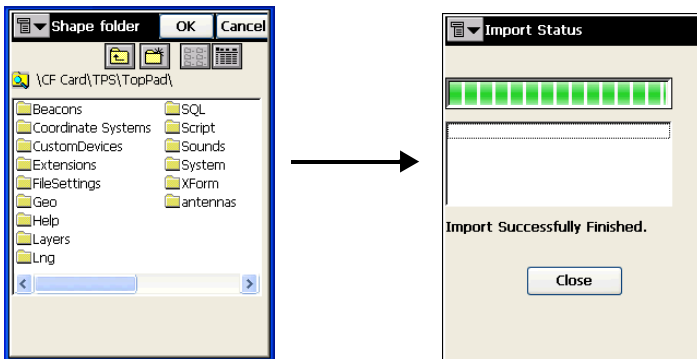 Shape folder OK Cancel
\CF Card\TPS\TopPad\
Beacons
Coordinate Systems
CustomDevices
Extensions
FileSettings
Geo
Help
Layers
Lng
SQL
Script
Sounds
System
XForm
antennas
Import Status
Import Successfully Finished.
Close